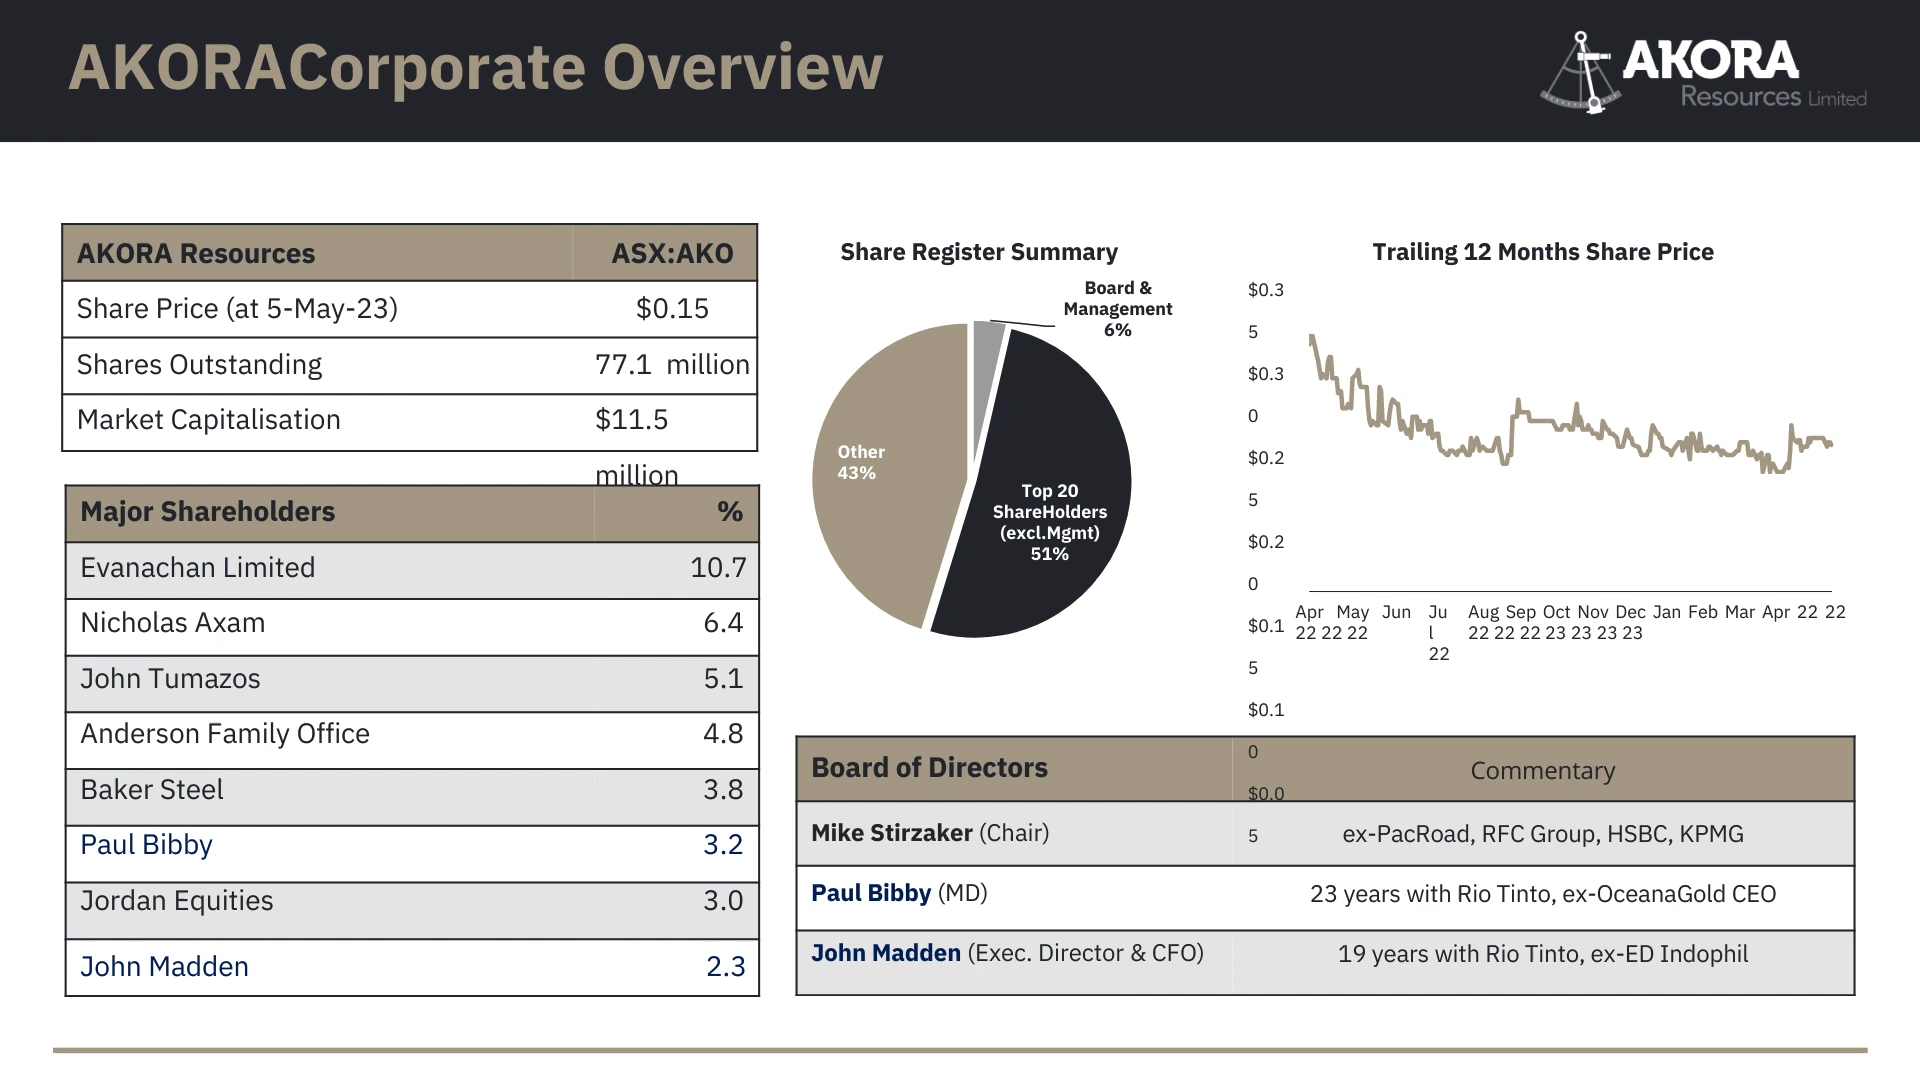 AKORACorporate Overview
AKORA
Resources Limited
AKORA Resources ASX:AKO
Share Price (at 5-May-23) $0.15
Shares Outstanding 77.1 million
Market Capitalisation $11.5
million
Major Shareholders %
Evanachan Limited 10.7
Nicholas Axam 6.4
John Tumazos 5.1
Anderson Family Office 4.8
Baker Steel 3.8
Paul Bibby 3.2
Jordan Equities 3.0
John Madden 2.3
Share Register Summary
Board &
Management
6%
Other
43%
Top 20
ShareHolders
(excl.Mgmt)
51%
Trailing 12 Months Share Price
$0.3
5
$0.3
0
$0.2
5
$0.2
0
$0.1
5
$0.1
0
$0.0
5
Apr May Jun Ju Aug Sep Oct Nov Dec Jan Feb Mar Apr 22 22
22 22 22 l 22 22 22 23 23 23 23
22
Board of Directors Commentary
Mike Stirzaker (Chair) ex-PacRoad, RFC Group, HSBC, KPMG
Paul Bibby (MD) 23 years with Rio Tinto, ex-OceanaGold CEO
John Madden (Exec. Director & CFO) 19 years with Rio Tinto, ex-ED Indophil